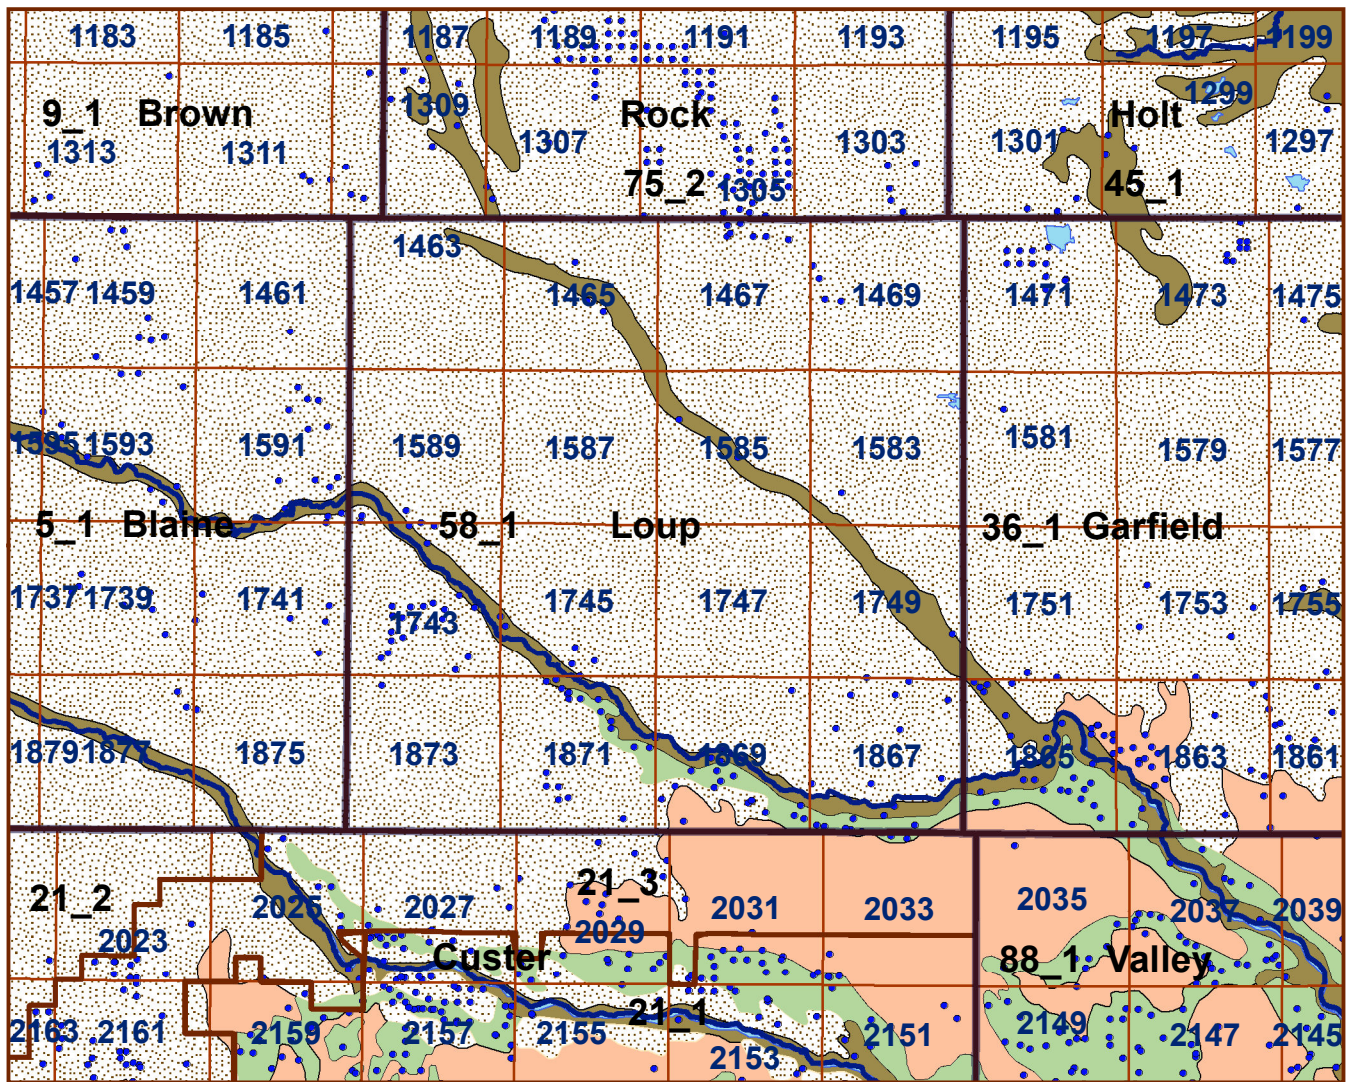 1183 1185 1187 1189 1191 1193 1195 1197 1199
1309 1299
9_1 Brown Rock Holt
1313 1311 1307 1303 1301 1297
75_2 1305 45_1
1463
1457 1459 1461 1465 1467 1469 1471 1473 1475
1595 1593 1591 1589 1587 1585 1583 1581 1579 1577
5_1 Blaine 58_1 Loup 36_1 Garfield
1737 1739 1741 1743 1745 1747 1749 1751 1753 1755
1879 1877 1875 1873 1871 1869 1867 1865 1863 1861
21_2 21_3
2025 2027 2031 2033 2035 2037 2039
2023 2029
Custer 88_1 Valley
21_1
2163 2161 2159 2157 2155 2151 2149 2147 2145
2153